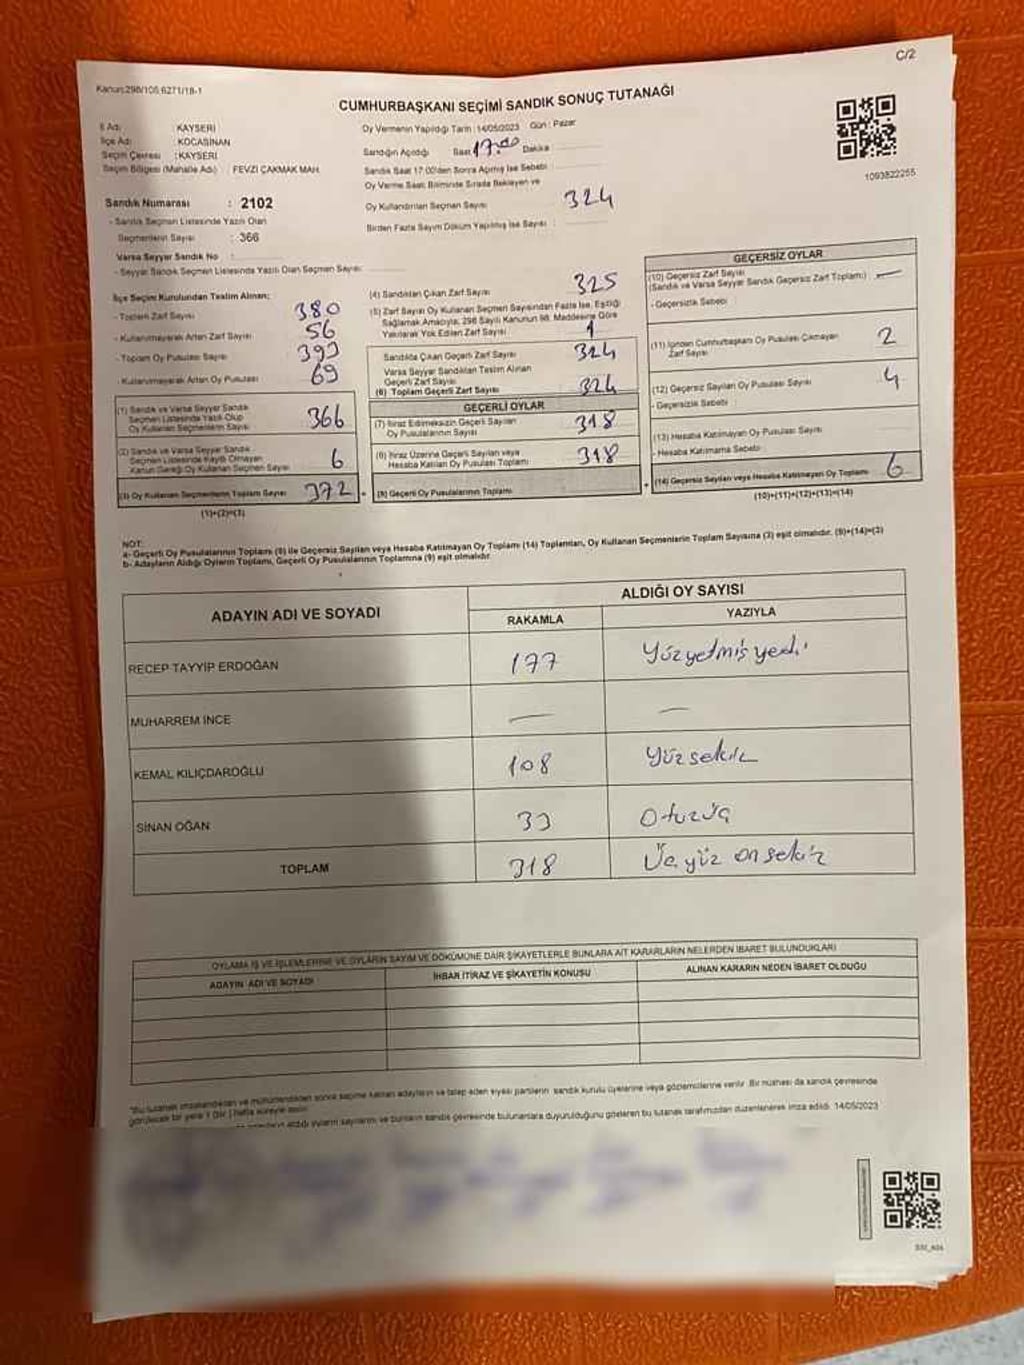 C/2
Kanun:298/105,6271/18-1
CUMHURBAŞKANI SEÇİMİ SANDIK SONUÇ TUTANAĞI
İl Adı : KAYSERİ
İlçe Adı : KOCASİNAN
Seçim Çevresi : KAYSERİ
Seçim Bölgesi (Mahalle Adı) FEVZİ ÇAKMAK MAH.
Sandık Numarası : 2102
- Sandık Seçmen Listesinde Yazılı Olan
Seçmenlerin Sayısı : 366
Varsa Seyyar Sandık No :
- Seyyar Sandık Seçmen Listesinde Yazılı Olan Seçmen Sayısı
Oy Vermenin Yapıldığı Tarih : 14/05/2023 Gün : Pazar
Sandığın Açıldığı Saat 17:00 Dakika
Sandık Saat 17:00'den Sonra Açılmış İse Sebebi :
Oy Verme Saati Bitiminde Sırada Bekleyen ve
Oy Kullandırılan Seçmen Sayısı : 324
Birden Fazla Sayım Döküm Yapılmış İse Sayısı :
1093822255
İlçe Seçim Kurulundan Teslim Alınan;
- Toplam Zarf Sayısı 380
- Kullanılmayarak Artan Zarf Sayısı 56
- Toplam Oy Pusulası Sayısı 393
- Kullanılmayarak Artan Oy Pusulası 69
(1) Sandık ve Varsa Seyyar Sandık
Seçmen Listesinde Yazılı Olup
Oy Kullanan Seçmenlerin Sayısı 366
(2) Sandık ve Varsa Seyyar Sandık
Seçmen Listesinde Kayıtlı Olmayan
Kanun Gereği Oy Kullanan Seçmen Sayısı 6
(3) Oy Kullanan Seçmenlerin Toplam Sayısı 372
(1)+(2)=(3)
(4) Sandıktan Çıkan Zarf Sayısı 325
(5) Zarf Sayısı Oy Kullanan Seçmen Sayısından Fazla İse, Eşitliği
Sağlamak Amacıyla, 298 Sayılı Kanunun 98. Maddesine Göre
Yakılarak Yok Edilen Zarf Sayısı 1
Sandıkta Çıkan Geçerli Zarf Sayısı 324
Varsa Seyyar Sandıktan Teslim Alınan
Geçerli Zarf Sayısı
(6) Toplam Geçerli Zarf Sayısı 324
GEÇERLİ OYLAR
(7) İtiraz Edilmeksizin Geçerli Sayılan
Oy Pusulalarının Sayısı 318
(8) İtiraz Üzerine Geçerli Sayılan veya
Hesaba Katılan Oy Pusulası Toplamı 318
(9) Geçerli Oy Pusulalarının Toplamı
GEÇERSİZ OYLAR
(10) Geçersiz Zarf Sayısı
(Sandık ve Varsa Seyyar Sandık Geçersiz Zarf Toplamı) —
- Geçersizlik Sebebi
(11) İçinden Cumhurbaşkanı Oy Pusulası Çıkmayan
Zarf Sayısı 2
(12) Geçersiz Sayılan Oy Pusulası Sayısı 4
- Geçersizlik Sebebi
(13) Hesaba Katılmayan Oy Pusulası Sayısı
- Hesaba Katılmama Sebebi
(14) Geçersiz Sayılan veya Hesaba Katılmayan Oy Toplamı 6
(10)+(11)+(12)+(13)=(14)
NOT:
a- Geçerli Oy Pusulalarının Toplamı (9) ile Geçersiz Sayılan veya Hesaba Katılmayan Oy Toplamı (14) Toplamları, Oy Kullanan Seçmenlerin Toplam Sayısına (3) eşit olmalıdır. (9)+(14)=(3)
b- Adayların Aldığı Oyların Toplamı, Geçerli Oy Pusulalarının Toplamına (9) eşit olmalıdır.
ADAYIN ADI VE SOYADI
ALDIĞI OY SAYISI
RAKAMLA YAZIYLA
RECEP TAYYİP ERDOĞAN 177 Yüzyetmişyedi
MUHARREM İNCE — —
KEMAL KILIÇDAROĞLU 108 Yüzsekiz
SİNAN OĞAN 33 Otuzüç
TOPLAM 318 Üçyüz onsekiz
OYLAMA İŞ VE İŞLEMLERİNE VE OYLARIN SAYIM VE DÖKÜMÜNE DAİR ŞİKAYETLERLE BUNLARA AİT KARARLARIN NELERDEN İBARET BULUNDUKLARI
ADAYIN ADI VE SOYADI İHBAR İTİRAZ VE ŞİKAYETİN KONUSU ALINAN KARARIN NEDEN İBARET OLDUĞU
"Bu tutanak imzalandıktan ve mühürlendikten sonra seçime katılan adayların ve talep eden siyasi partilerin sandık kurulu üyelerine veya gözlemcilerine verilir. Bir nüshası da sandık çevresinde
görülecek bir yere 1 (bir) hafta süreyle asılır.
aldığı oyların sayılarını ve bunların sandık çevresinde bulunanlara duyurulduğunu gösteren bu tutanak tarafımızdan düzenlenerek imza edildi. 14/05/2023